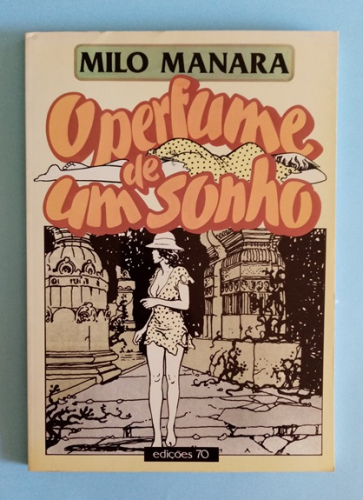 MILO MANARA
O perfume
de
um sonho
edições 70